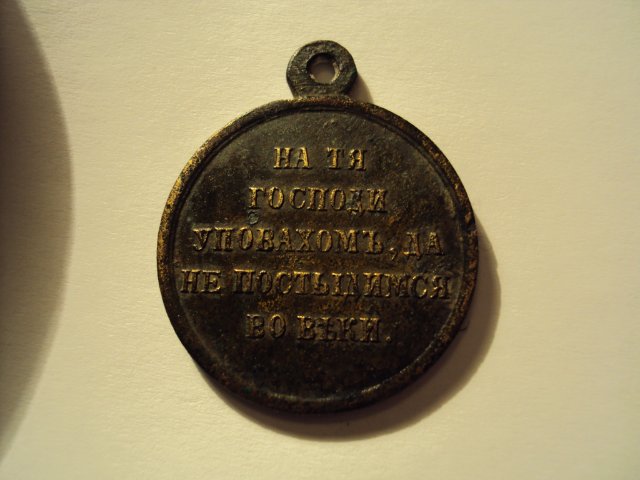 НА ТЯ
ГОСПОДИ
УПОВАХОМЪ, ДА
НЕ ПОСТЫДИМСЯ
ВО ВѢКИ.